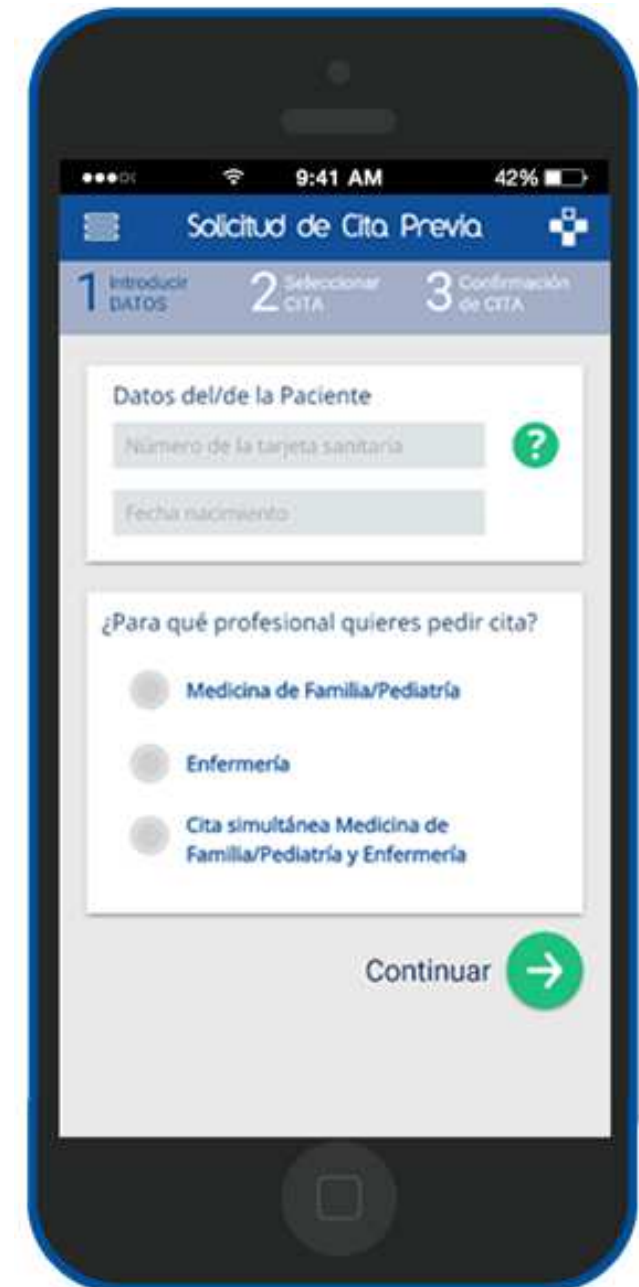 9:41 AM 42%
Solicitud de Cita Previa
1 Introducir DATOS 2 Seleccionar CITA 3 Confirmación de CITA
Datos del/de la Paciente
Número de la tarjeta sanitaria
?
Fecha nacimiento
¿Para qué profesional quieres pedir cita?
Medicina de Familia/Pediatría
Enfermería
Cita simultánea Medicina de
Familia/Pediatría y Enfermería
Continuar